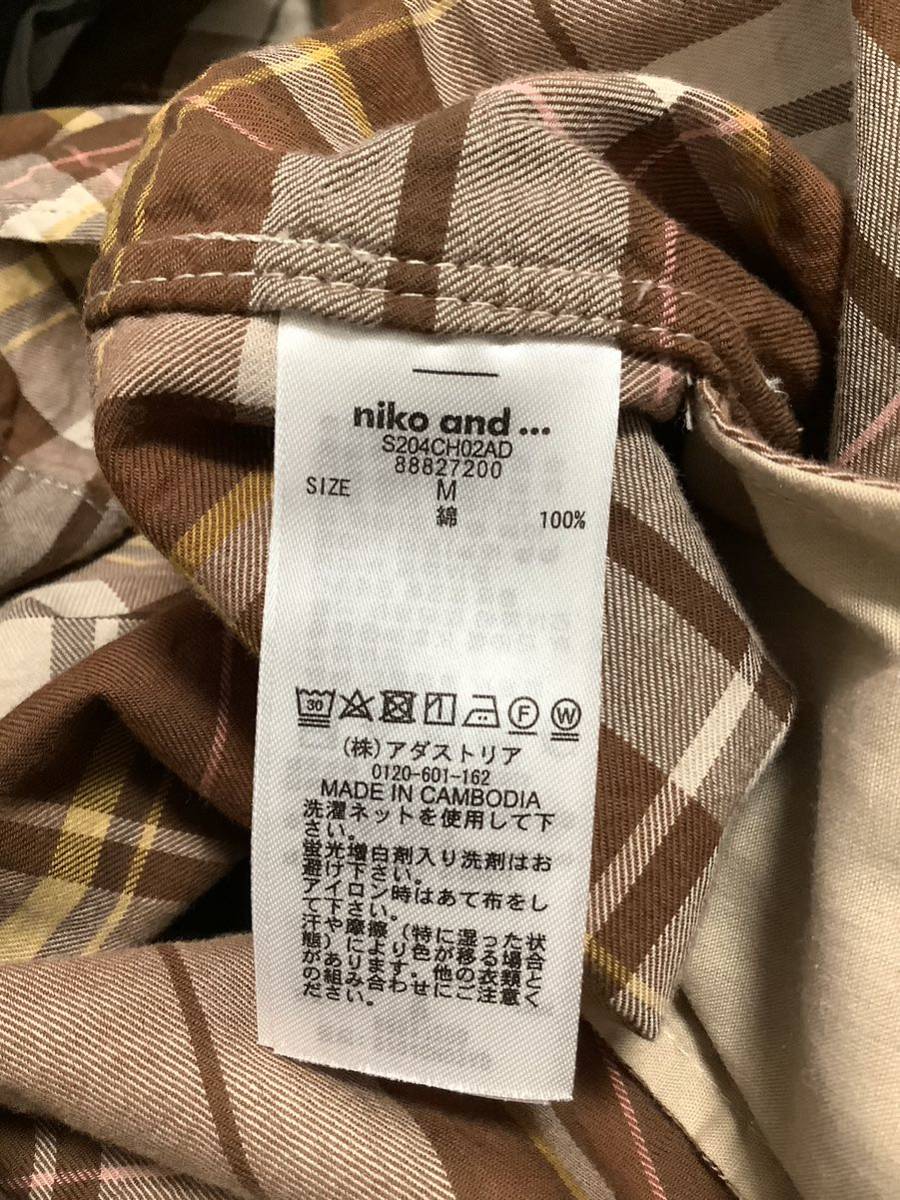 niko and ...
S204CH02AD
88827200
SIZE M
綿 100%
30 F W
(株)アダストリア
0120-601-162
MADE IN CAMBODIA
洗濯ネットを使用して下
さい。
蛍光増白剤入り洗剤はお
避け下さい。
アイロン時はあて布をし
て下さい。
汗や摩擦（特に湿った状
態）により色が移る場合
があります。他の衣類と
の組み合わせにご注意く
ださい。